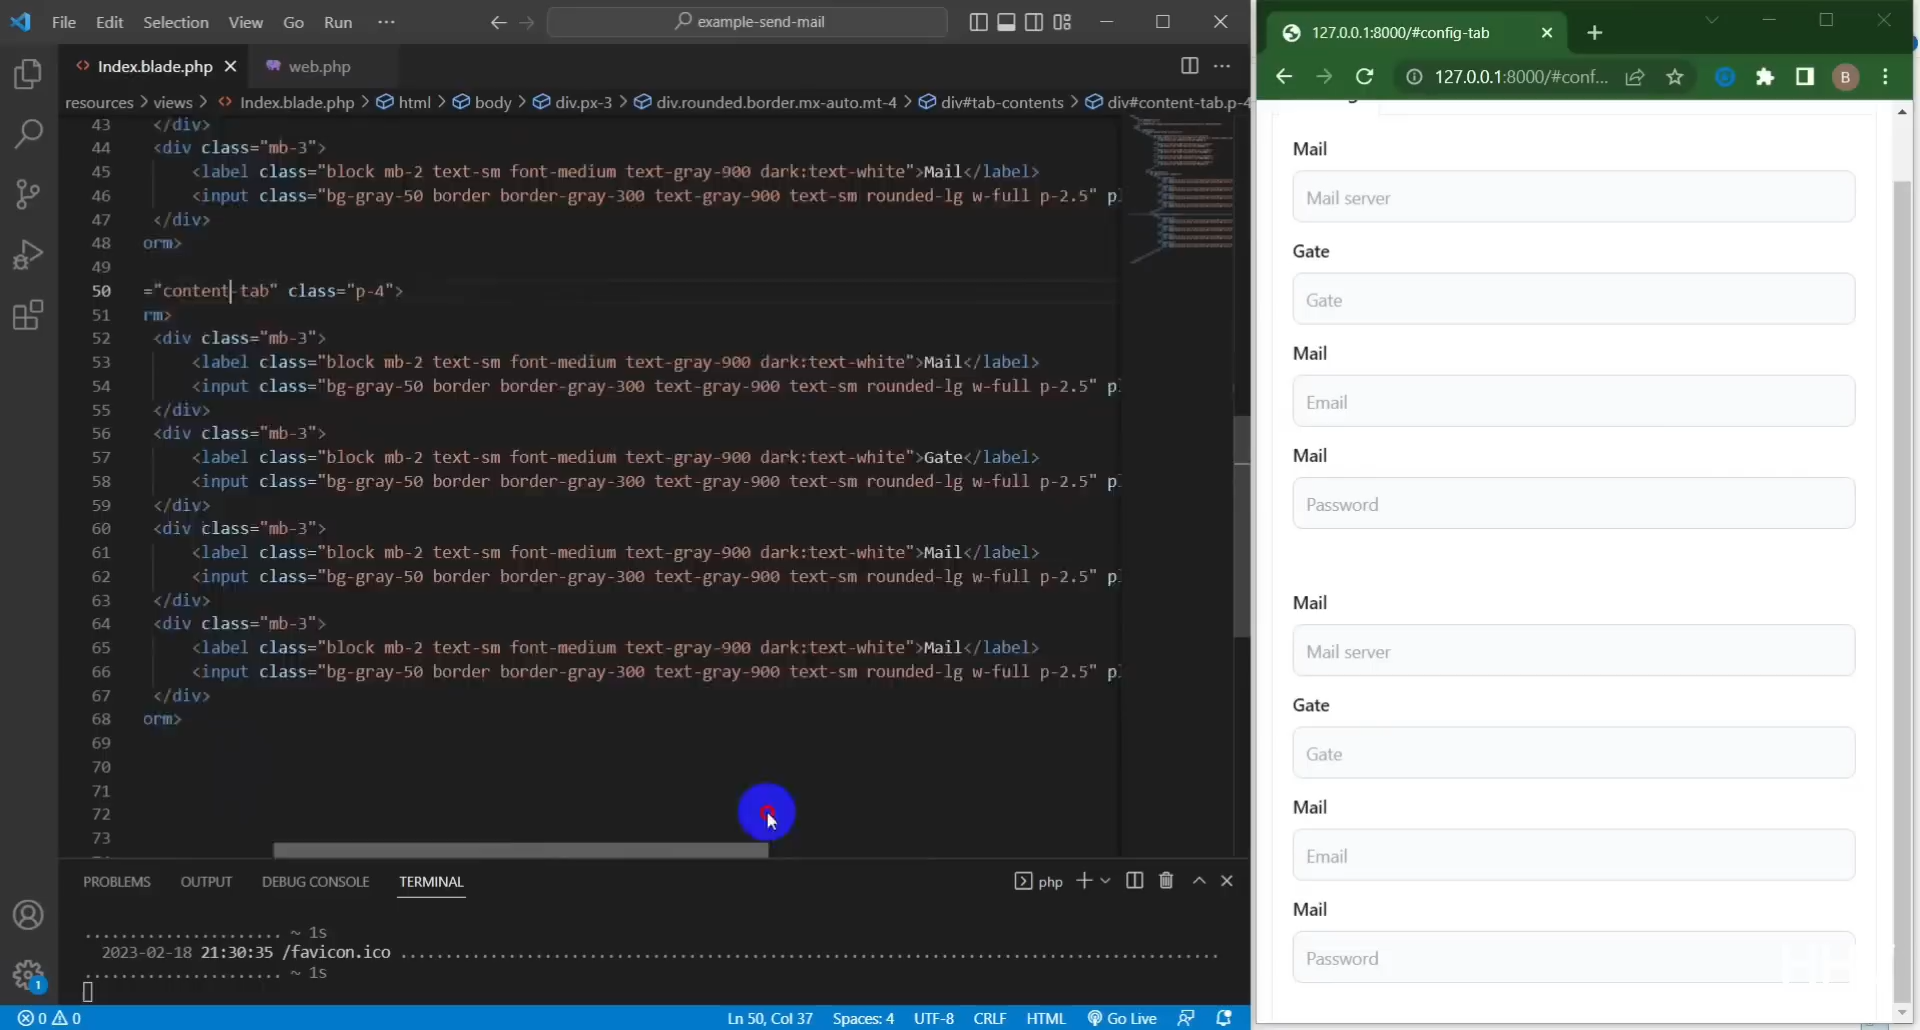 File Edit Selection View Go Run ··· example-send-mail
Index.blade.php web.php
resources > views > Index.blade.php > html > body > div.px-3 > div.rounded.border.mx-auto.mt-4 > div#tab-contents > div#content-tab.p-4
43 </div>
44 <div class="mb-3">
45 <label class="block mb-2 text-sm font-medium text-gray-900 dark:text-white">Mail</label>
46 <input class="bg-gray-50 border border-gray-300 text-gray-900 text-sm rounded-lg w-full p-2.5" pl
47 </div>
48 orm>
49
50 ="content-tab" class="p-4">
51 rm>
52 <div class="mb-3">
53 <label class="block mb-2 text-sm font-medium text-gray-900 dark:text-white">Mail</label>
54 <input class="bg-gray-50 border border-gray-300 text-gray-900 text-sm rounded-lg w-full p-2.5" pl
55 </div>
56 <div class="mb-3">
57 <label class="block mb-2 text-sm font-medium text-gray-900 dark:text-white">Gate</label>
58 <input class="bg-gray-50 border border-gray-300 text-gray-900 text-sm rounded-lg w-full p-2.5" pl
59 </div>
60 <div class="mb-3">
61 <label class="block mb-2 text-sm font-medium text-gray-900 dark:text-white">Mail</label>
62 <input class="bg-gray-50 border border-gray-300 text-gray-900 text-sm rounded-lg w-full p-2.5" pl
63 </div>
64 <div class="mb-3">
65 <label class="block mb-2 text-sm font-medium text-gray-900 dark:text-white">Mail</label>
66 <input class="bg-gray-50 border border-gray-300 text-gray-900 text-sm rounded-lg w-full p-2.5" pl
67 </div>
68 orm>
69
70
71
72
73
PROBLEMS OUTPUT DEBUG CONSOLE TERMINAL php
..................... ~ 1s
2023-02-18 21:30:35 /favicon.ico ..........................................................................
..................... ~ 1s
1
0 0 Ln 50, Col 37 Spaces: 4 UTF-8 CRLF HTML Go Live
127.0.0.1:8000/#config-tab
127.0.0.1:8000/#conf... B
Mail
Mail server
Gate
Gate
Mail
Email
Mail
Password
Mail
Mail server
Gate
Gate
Mail
Email
Mail
Password